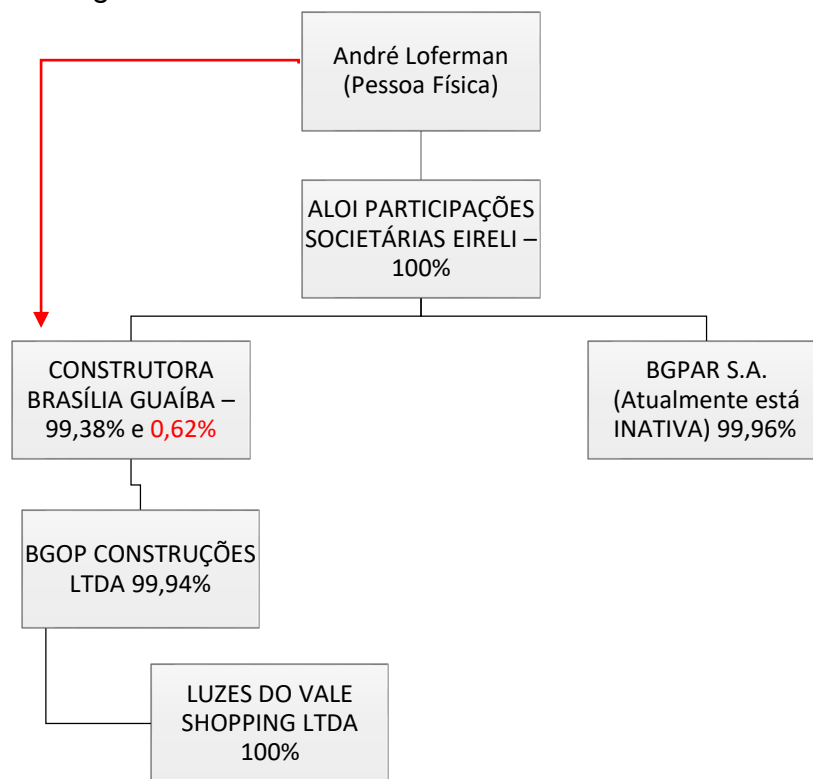 André Loferman
(Pessoa Física)
ALOI PARTICIPAÇÕES
SOCIETÁRIAS EIRELI –
100%
CONSTRUTORA
BRASÍLIA GUAÍBA –
99,38% e 0,62%
BGPAR S.A.
(Atualmente está
INATIVA) 99,96%
BGOP CONSTRUÇÕES
LTDA 99,94%
LUZES DO VALE
SHOPPING LTDA
100%